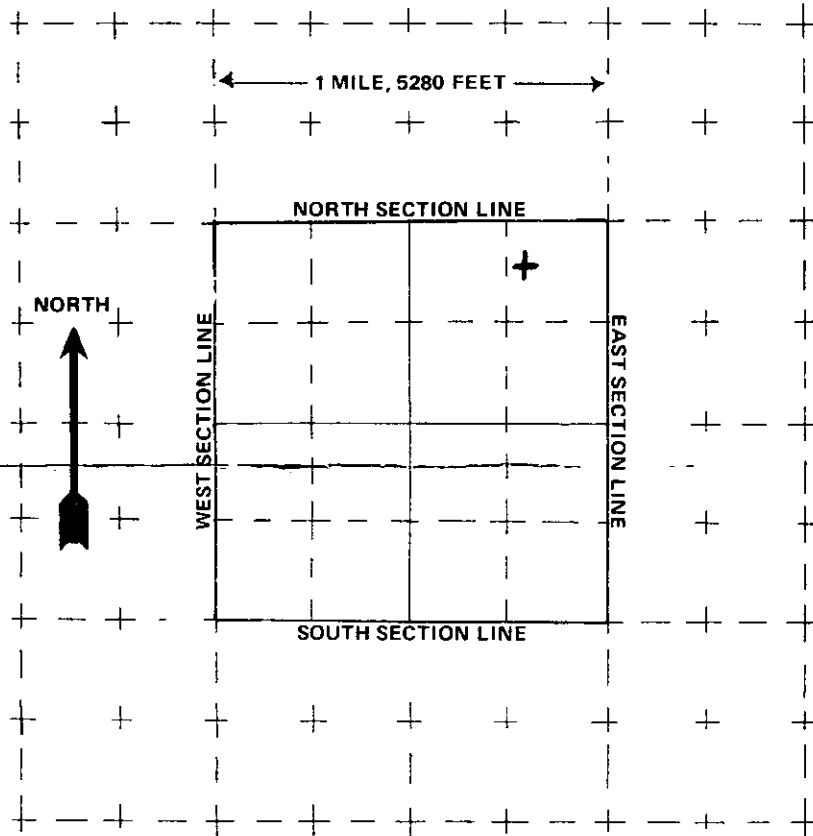 1 MILE, 5280 FEET
NORTH SECTION LINE
NORTH
WEST SECTION LINE
EAST SECTION LINE
SOUTH SECTION LINE